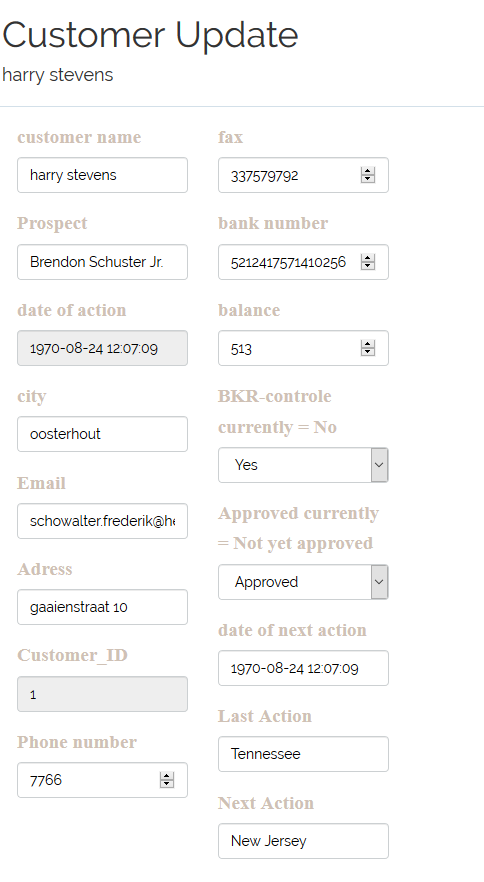 Customer Update
harry stevens
customer name
harry stevens
Prospect
Brendon Schuster Jr.
date of action
1970-08-24 12:07:09
city
oosterhout
Email
schowalter.frederik@he
Adress
gaaienstraat 10
Customer_ID
1
Phone number
7766
fax
337579792
bank number
5212417571410256
balance
513
BKR-controle
currently = No
Yes
Approved currently
= Not yet approved
Approved
date of next action
1970-08-24 12:07:09
Last Action
Tennessee
Next Action
New Jersey